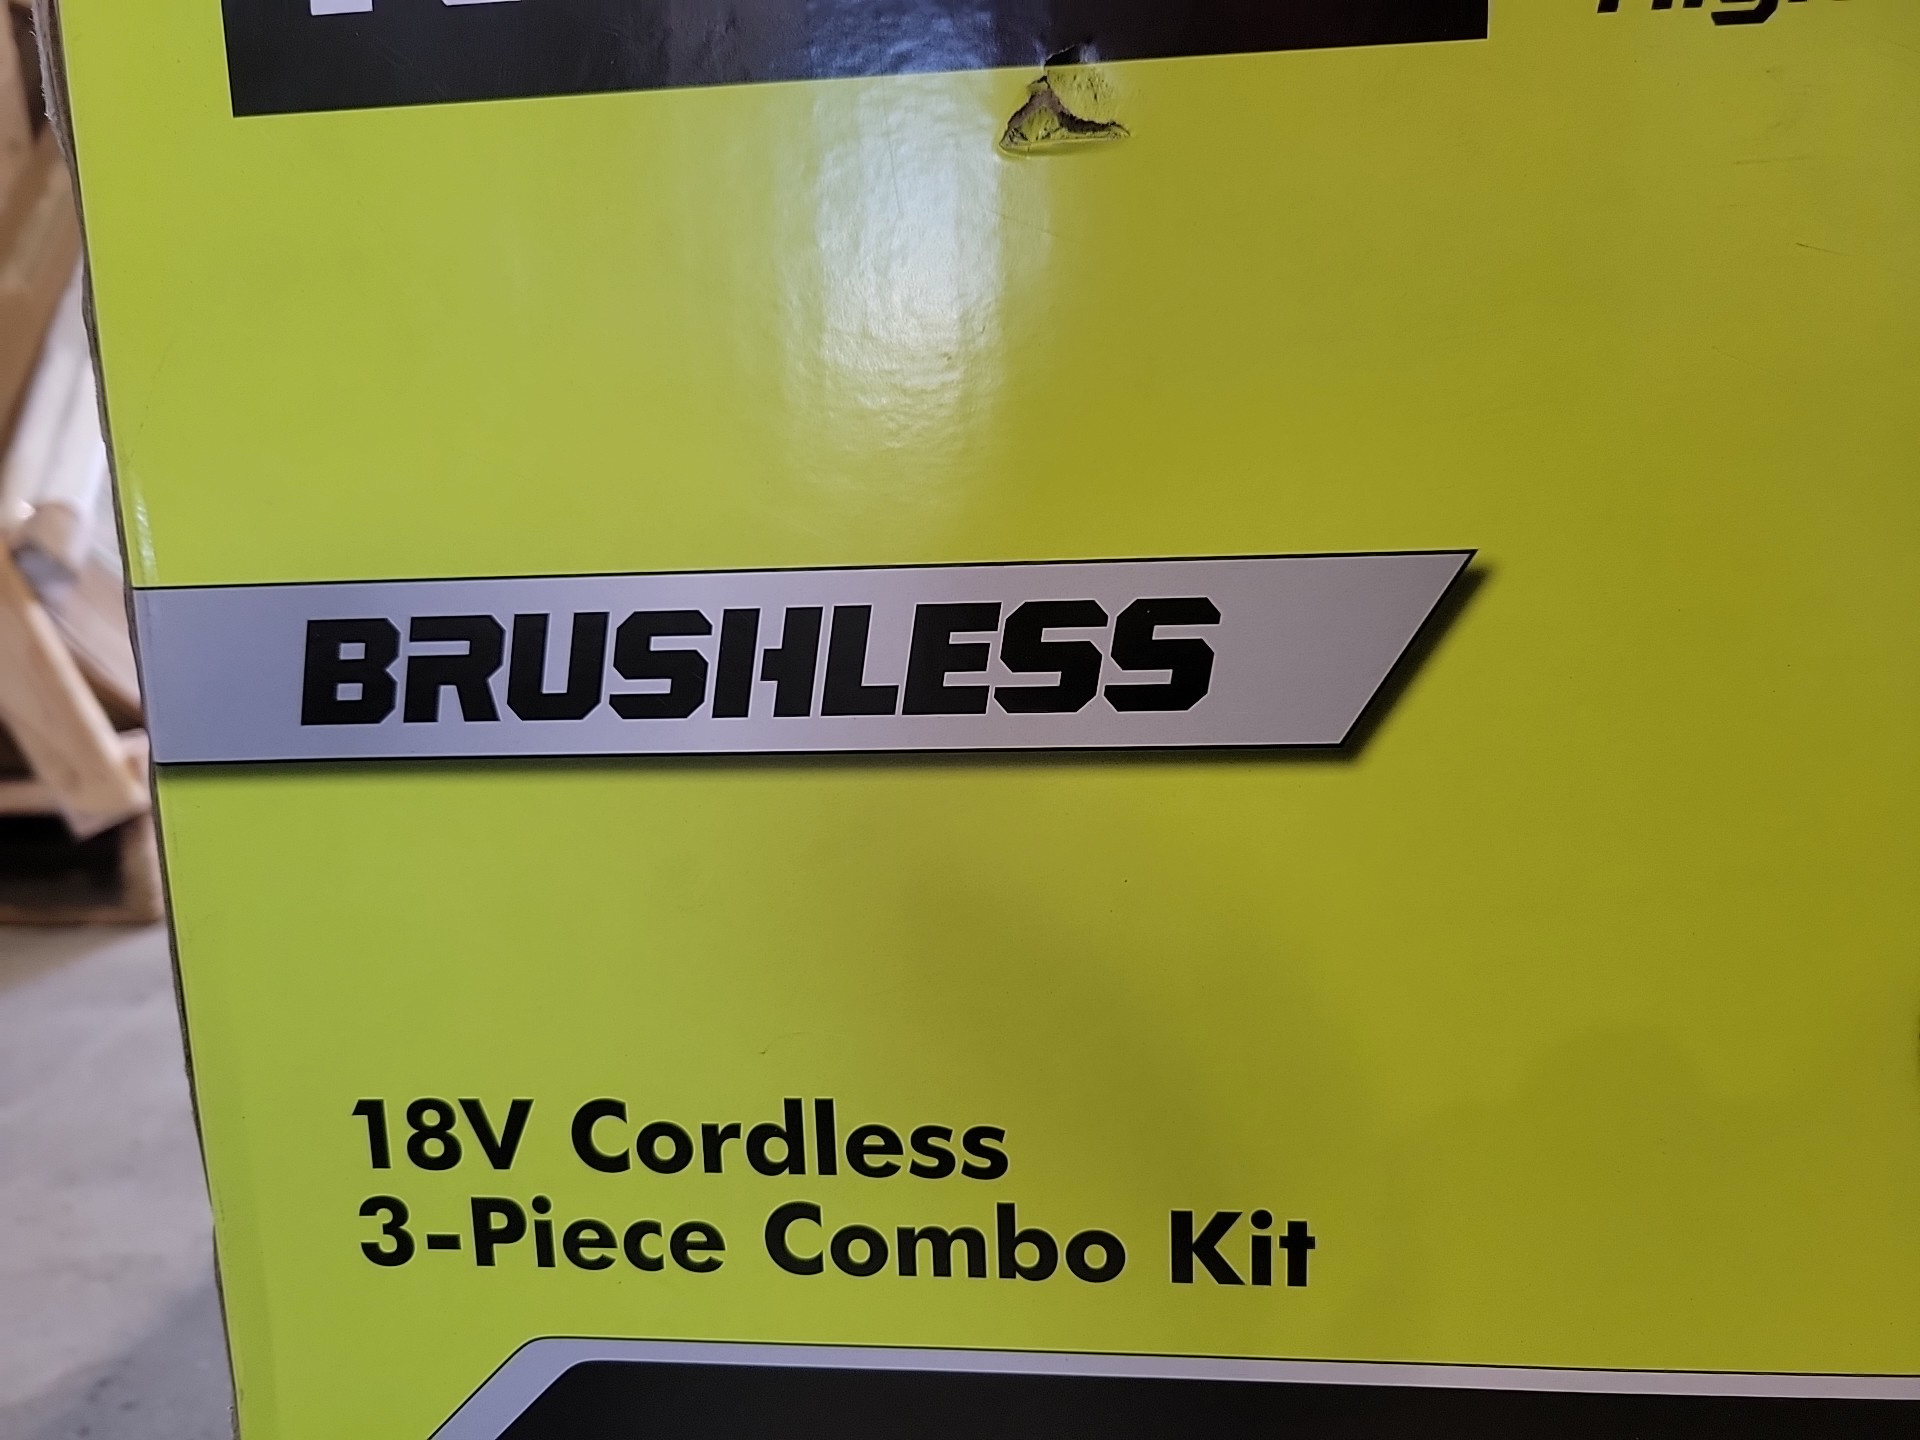 BRUSHLESS
18V Cordless
3-Piece Combo Kit